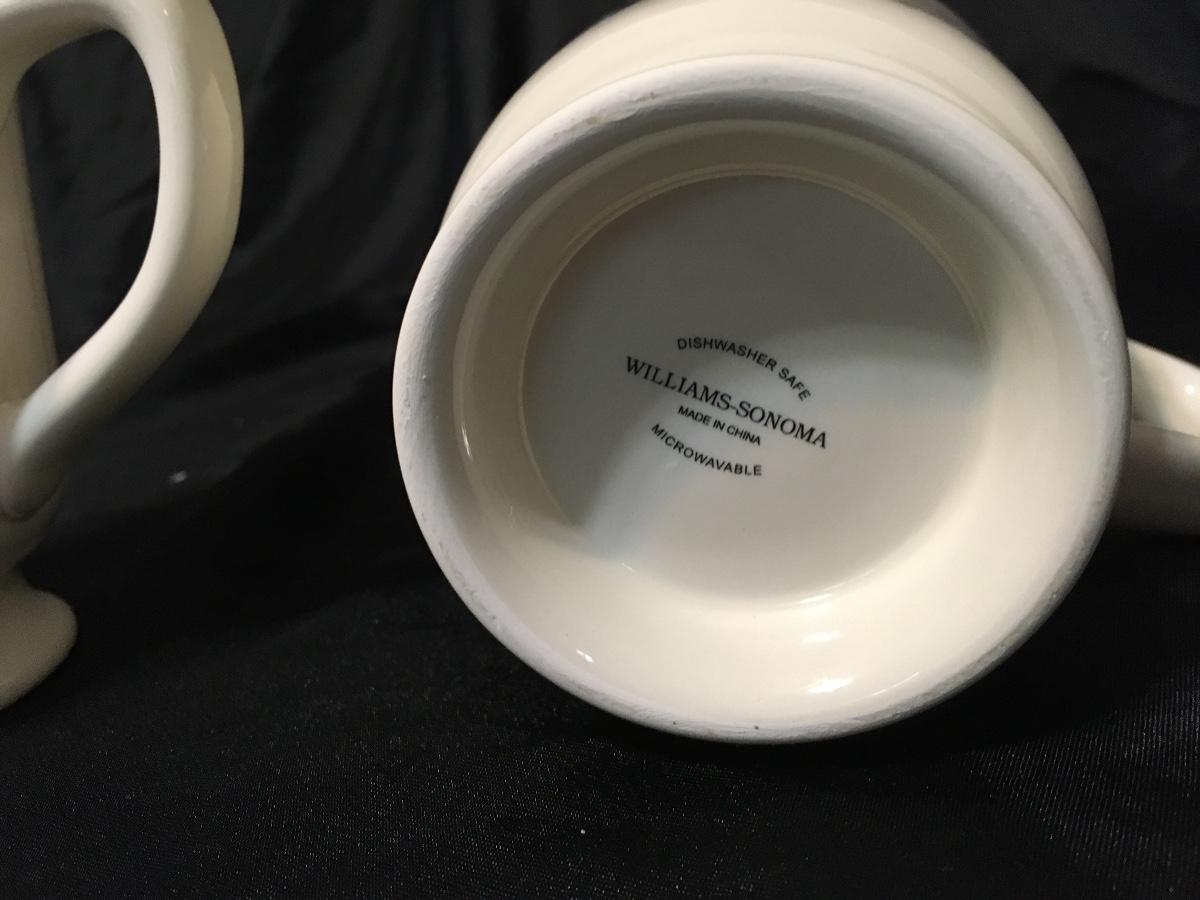 DISHWASHER SAFE
WILLIAMS-SONOMA
MADE IN CHINA
MICROWAVABLE